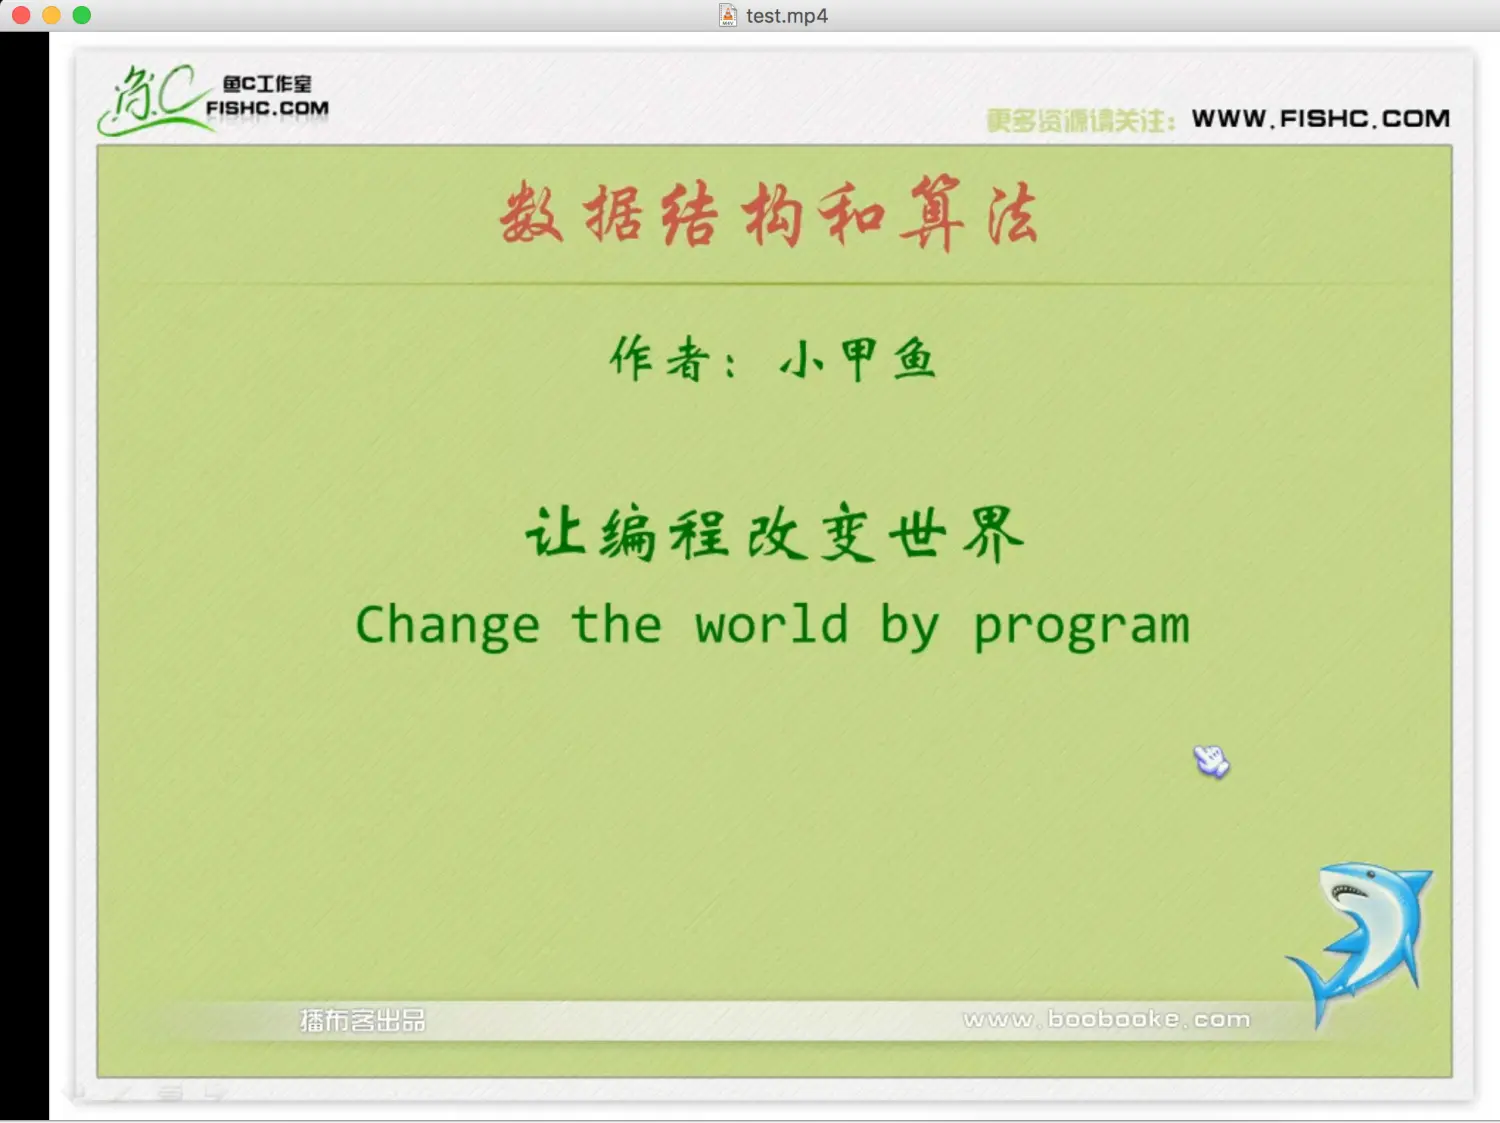 test.mp4
鱼C工作室
FISHC.COM
更多资源请关注: WWW.FISHC.COM
数据结构和算法
作者: 小甲鱼
让编程改变世界
Change the world by program
播布客出品
www.boobooke.com